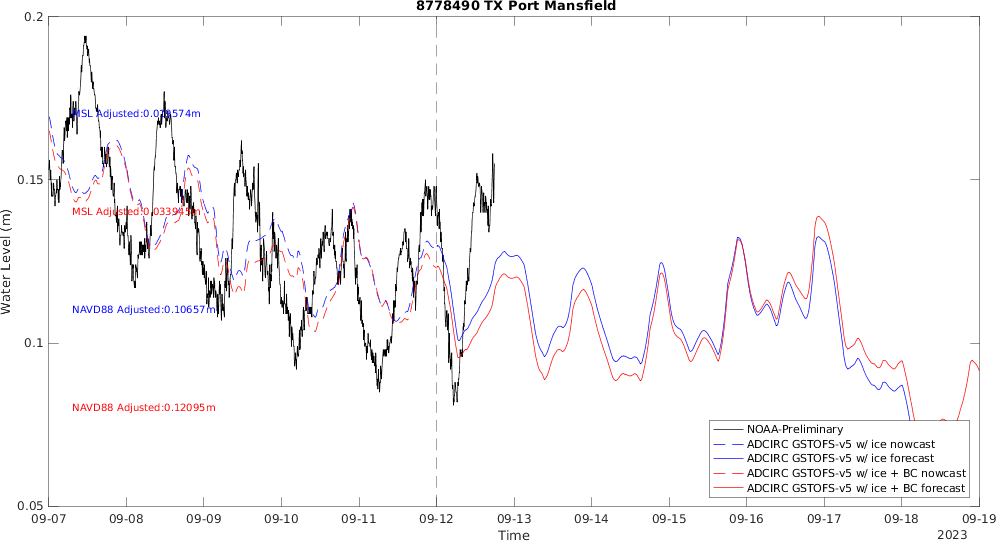 8778490 TX Port Mansfield
Water Level (m)
0.2
0.15
0.1
0.05
MSL Adjusted:
MSL Adjusted:0.033945m
NAVD88 Adjusted:0.10657m
NAVD88 Adjusted:0.12095m
NOAA-Preliminary
ADCIRC GSTOFS-v5 w/ ice nowcast
ADCIRC GSTOFS-v5 w/ ice forecast
ADCIRC GSTOFS-v5 w/ ice + BC nowcast
ADCIRC GSTOFS-v5 w/ ice + BC forecast
09-07 09-08 09-09 09-10 09-11 09-12 09-13 09-14 09-15 09-16 09-17 09-18 09-19
Time
2023